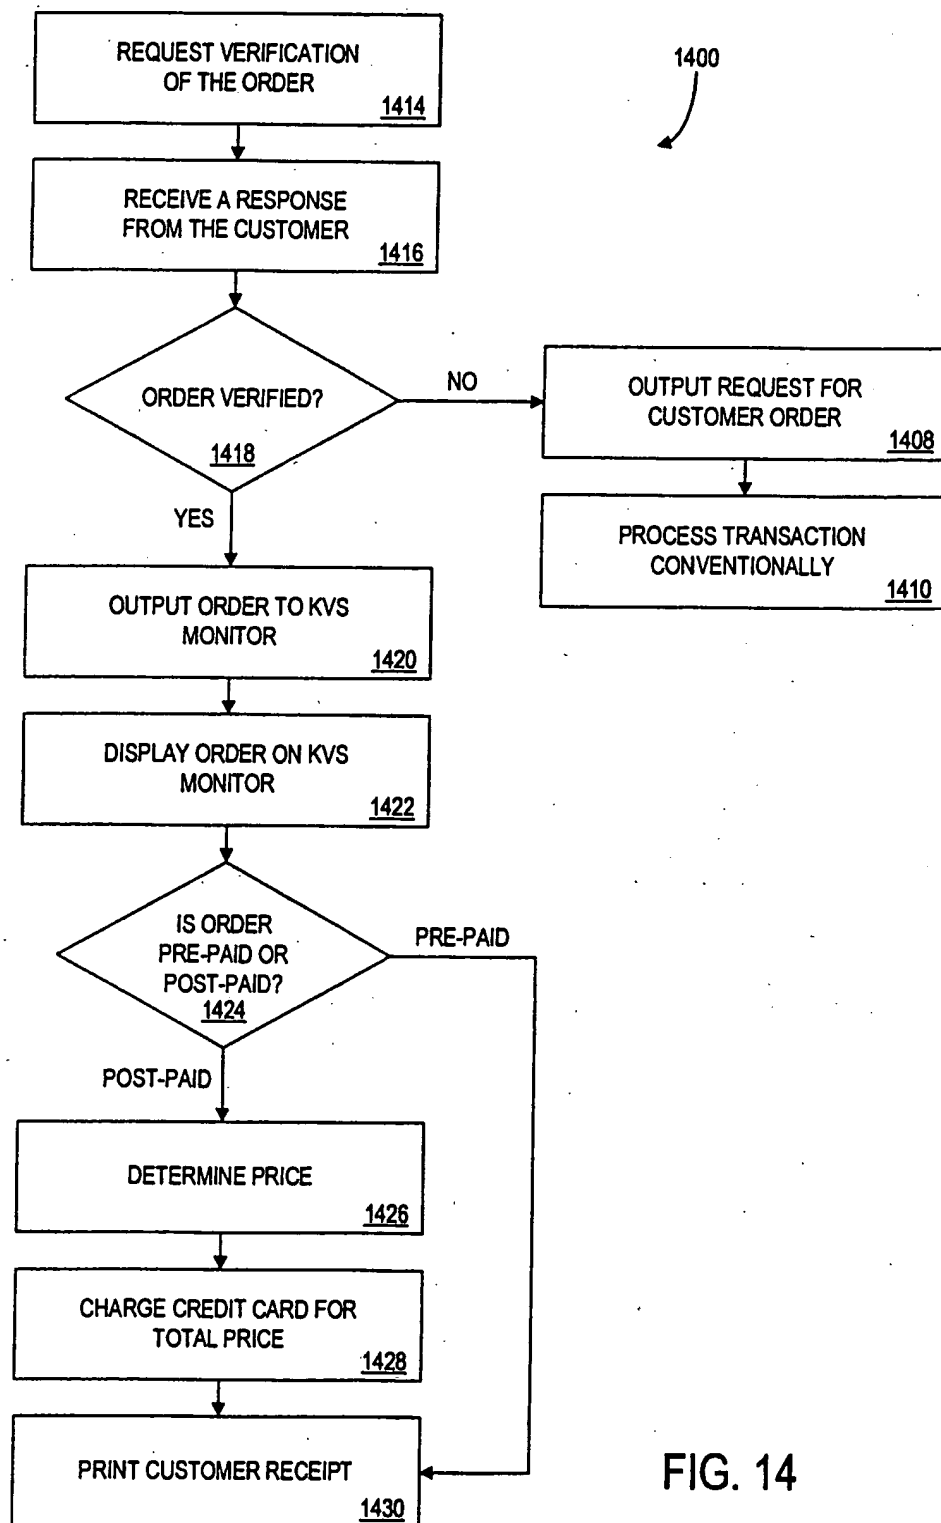 REQUEST VERIFICATION
OF THE ORDER
1414
1400
RECEIVE A RESPONSE
FROM THE CUSTOMER
1416
ORDER VERIFIED?
1418
NO
OUTPUT REQUEST FOR
CUSTOMER ORDER
1408
PROCESS TRANSACTION
CONVENTIONALLY
1410
YES
OUTPUT ORDER TO KVS
MONITOR
1420
DISPLAY ORDER ON KVS
MONITOR
1422
IS ORDER
PRE-PAID OR
POST-PAID?
1424
PRE-PAID
POST-PAID
DETERMINE PRICE
1426
CHARGE CREDIT CARD FOR
TOTAL PRICE
1428
PRINT CUSTOMER RECEIPT
1430
FIG. 14